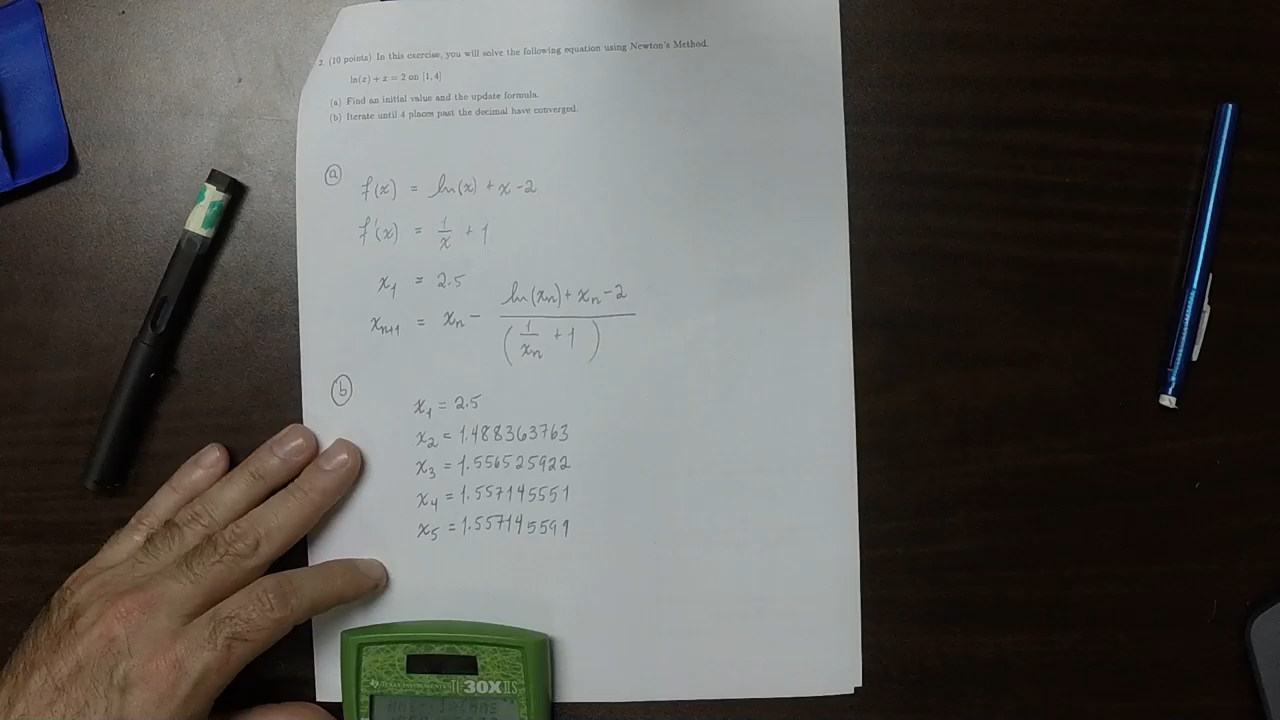 2. (10 points) In this exercise, you will solve the following equation using Newton's Method.
ln(x) + x = 2 on [1, 4]
(a) Find an initial value and the update formula.
(b) Iterate until 4 places past the decimal have converged.
(a) f(x) = ln(x) + x - 2
f'(x) = 1/x + 1
x₁ = 2.5
xₙ₊₁ = xₙ - (ln(xₙ) + xₙ - 2) / (1/xₙ + 1)
(b) x₁ = 2.5
x₂ = 1.488363763
x₃ = 1.556525922
x₄ = 1.557145551
x₅ = 1.557145599
TEXAS INSTRUMENTS TI-30X IIS